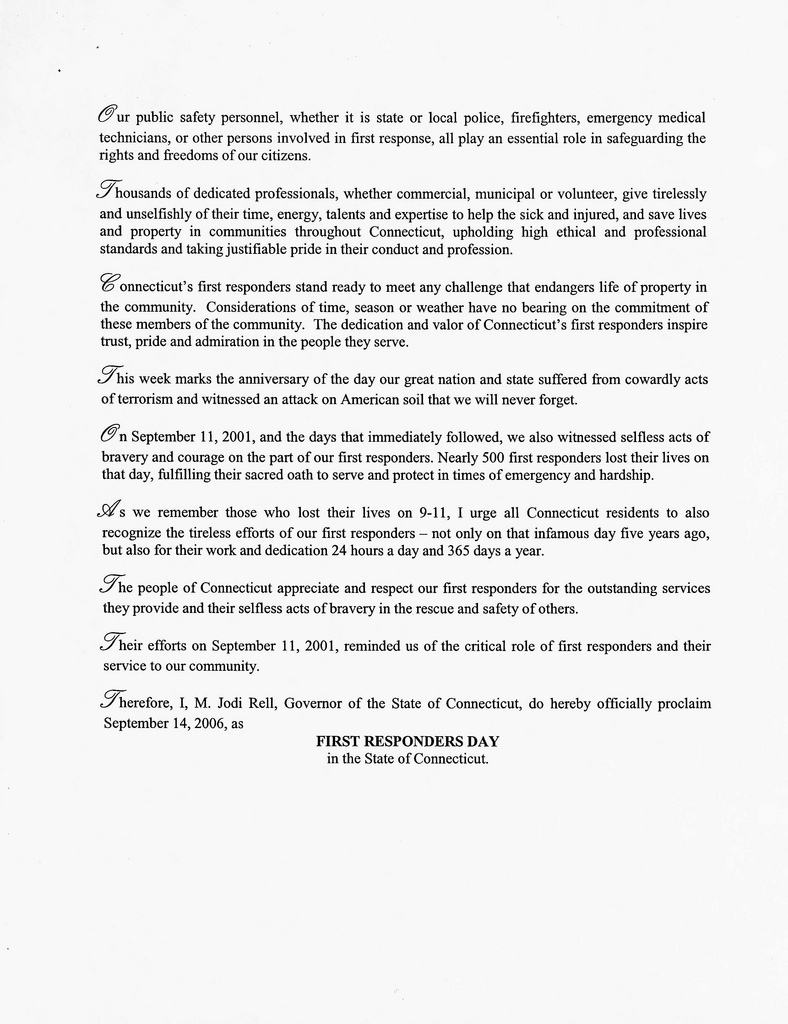 Our public safety personnel, whether it is state or local police, firefighters, emergency medical
technicians, or other persons involved in first response, all play an essential role in safeguarding the
rights and freedoms of our citizens.
Thousands of dedicated professionals, whether commercial, municipal or volunteer, give tirelessly
and unselfishly of their time, energy, talents and expertise to help the sick and injured, and save lives
and property in communities throughout Connecticut, upholding high ethical and professional
standards and taking justifiable pride in their conduct and profession.
Connecticut's first responders stand ready to meet any challenge that endangers life of property in
the community. Considerations of time, season or weather have no bearing on the commitment of
these members of the community. The dedication and valor of Connecticut's first responders inspire
trust, pride and admiration in the people they serve.
This week marks the anniversary of the day our great nation and state suffered from cowardly acts
of terrorism and witnessed an attack on American soil that we will never forget.
On September 11, 2001, and the days that immediately followed, we also witnessed selfless acts of
bravery and courage on the part of our first responders. Nearly 500 first responders lost their lives on
that day, fulfilling their sacred oath to serve and protect in times of emergency and hardship.
As we remember those who lost their lives on 9-11, I urge all Connecticut residents to also
recognize the tireless efforts of our first responders – not only on that infamous day five years ago,
but also for their work and dedication 24 hours a day and 365 days a year.
The people of Connecticut appreciate and respect our first responders for the outstanding services
they provide and their selfless acts of bravery in the rescue and safety of others.
Their efforts on September 11, 2001, reminded us of the critical role of first responders and their
service to our community.
Therefore, I, M. Jodi Rell, Governor of the State of Connecticut, do hereby officially proclaim
September 14, 2006, as
FIRST RESPONDERS DAY
in the State of Connecticut.